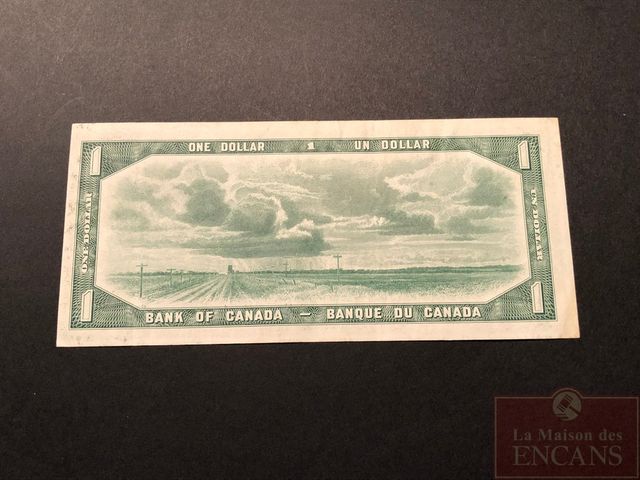 ONE DOLLAR 1 UN DOLLAR
1 1
ONE DOLLAR
UN DOLLAR
1 1
BANK OF CANADA — BANQUE DU CANADA
La Maison des
ENCANS